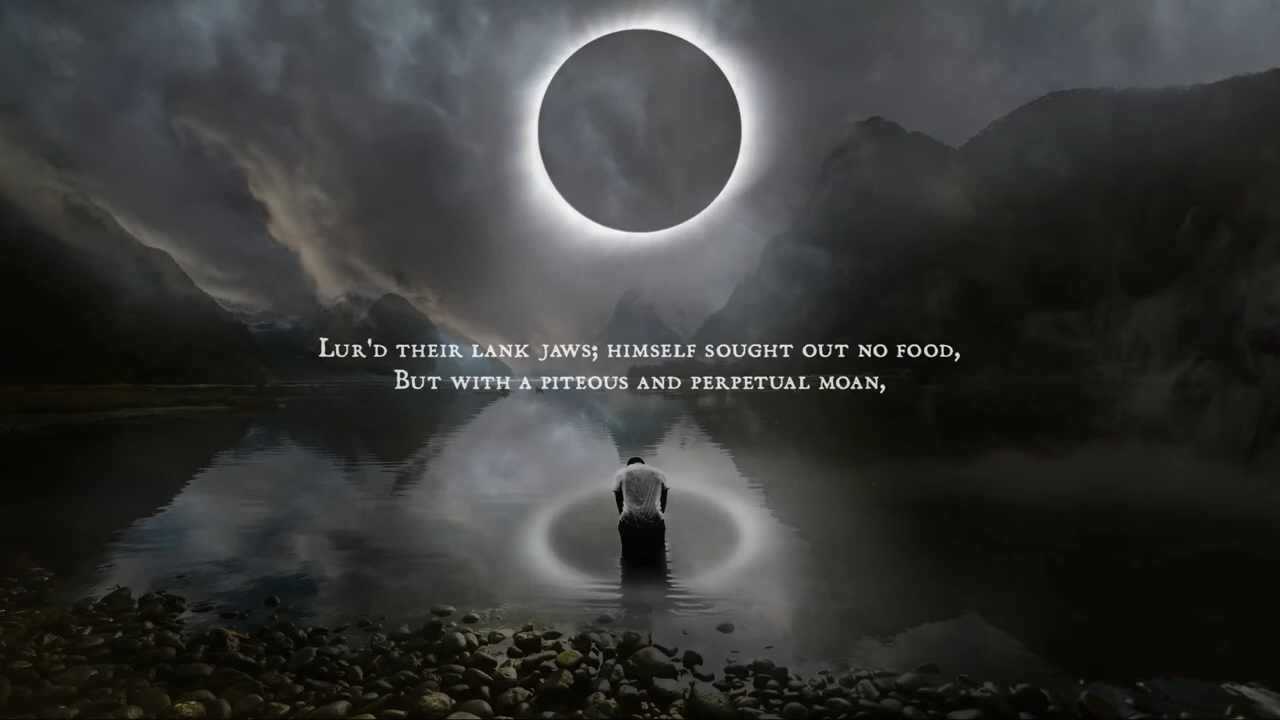 Lur'd their lank jaws; himself sought out no food,
But with a piteous and perpetual moan,